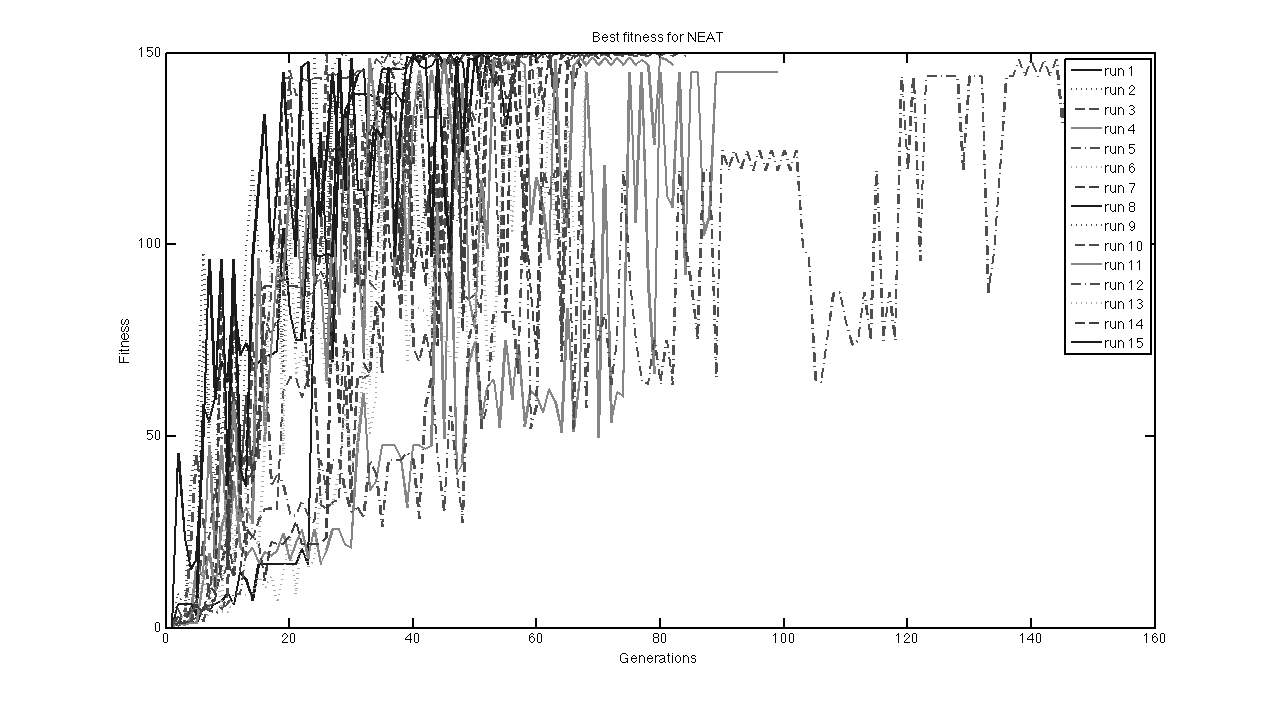 Best fitness for NEAT
150
100
50
0
Fitness
0 20 40 60 80 100 120 140 160
Generations
run 1
run 2
run 3
run 4
run 5
run 6
run 7
run 8
run 9
run 10
run 11
run 12
run 13
run 14
run 15